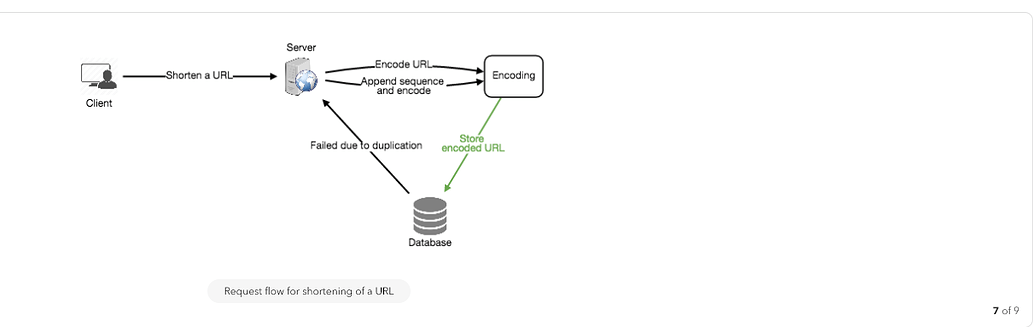 Server
Encode URL
Shorten a URL
Append sequence
and encode
Encoding
Client
Failed due to duplication
Store
encoded URL
Database
Request flow for shortening of a URL
7 of 9